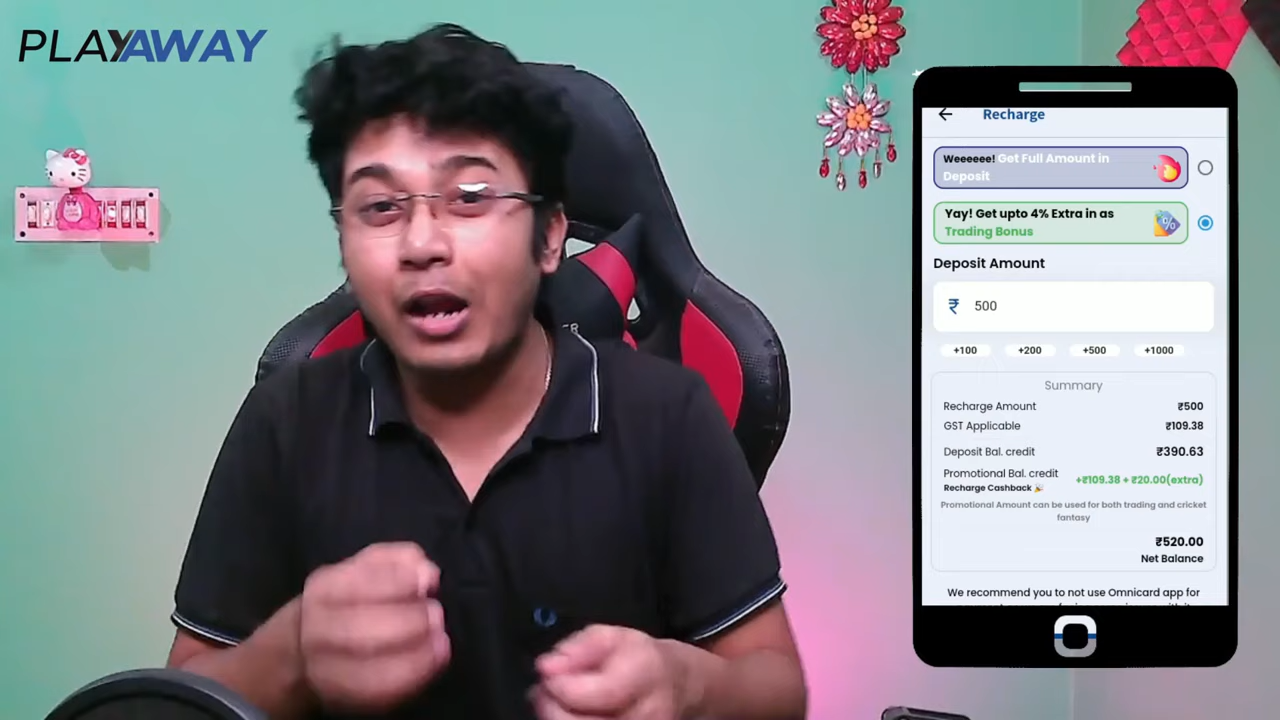 PLAYAWAY
Recharge
Weeeeee! Get Full Amount in
Deposit
Yay! Get upto 4% Extra in as
Trading Bonus
Deposit Amount
₹ 500
+100 +200 +500 +1000
Summary
Recharge Amount ₹500
GST Applicable ₹109.38
Deposit Bal. credit ₹390.63
Promotional Bal. credit +₹109.38 + ₹20.00(extra)
Recharge Cashback 🎉
Promotional Amount can be used for both trading and cricket
fantasy
₹520.00
Net Balance
We recommend you to not use Omnicard app for